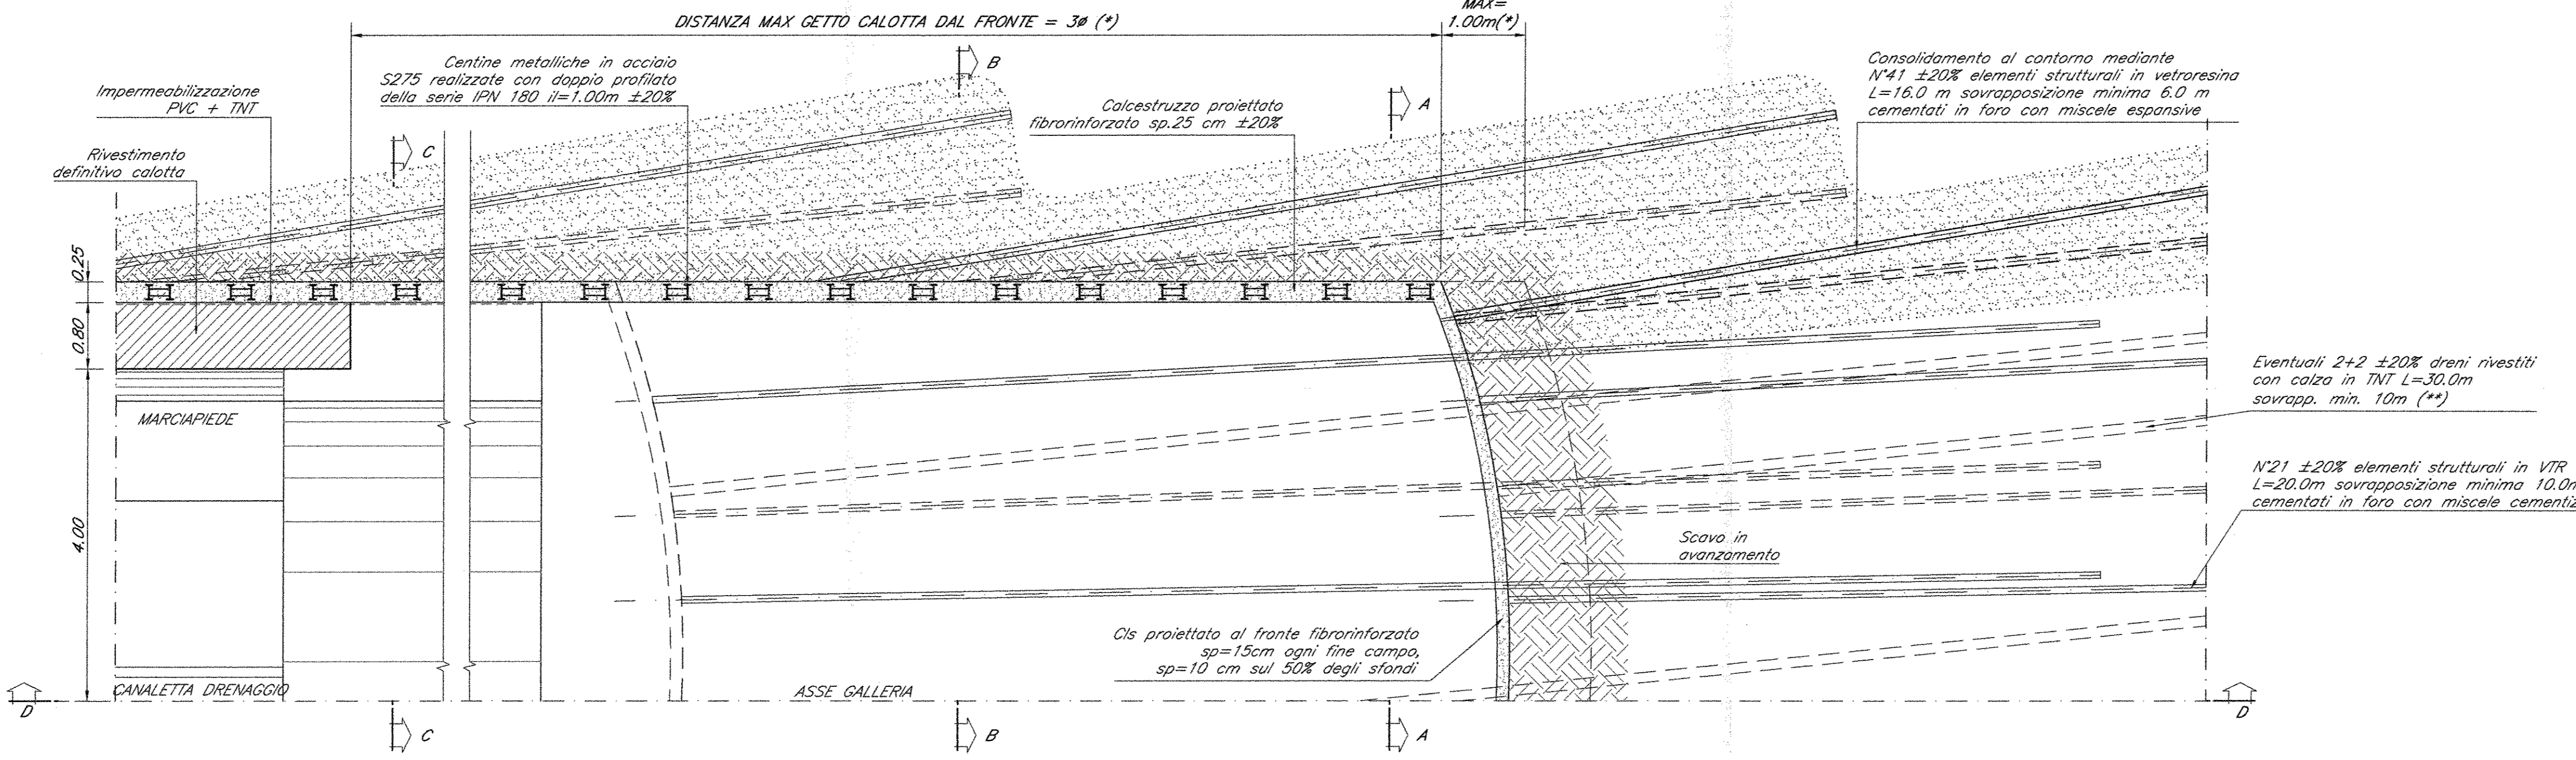 DISTANZA MAX GETTO CALOTTA DAL FRONTE = 3ø (*)
MAX=
1.00m(*)
Centine metalliche in acciaio
S275 realizzate con doppio profilato
della serie IPN 180 il=1.00m ±20%
B
Consolidamento al contorno mediante
N°41 ±20% elementi strutturali in vetroresina
L=16.0 m sovrapposizione minima 6.0 m
cementati in foro con miscele espansive
Impermeabilizzazione
PVC + TNT
Calcestruzzo proiettato
fibrorinforzato sp.25 cm ±20%
A
C
Rivestimento
definitivo calotta
0.25
0.80
4.00
MARCIAPIEDE
Eventuali 2+2 ±20% dreni rivestiti
con calza in TNT L=30.0m
sovrapp. min. 10m (**)
N°21 ±20% elementi strutturali in VTR
L=20.0m sovrapposizione minima 10.0m
cementati in foro con miscele
Scavo in
avanzamento
Cls proiettato al fronte fibrorinforzato
sp=15cm ogni fine campo,
sp=10 cm sul 50% degli sfondi
CANALETTA DRENAGGIO
ASSE GALLERIA
D
D
C
B
A